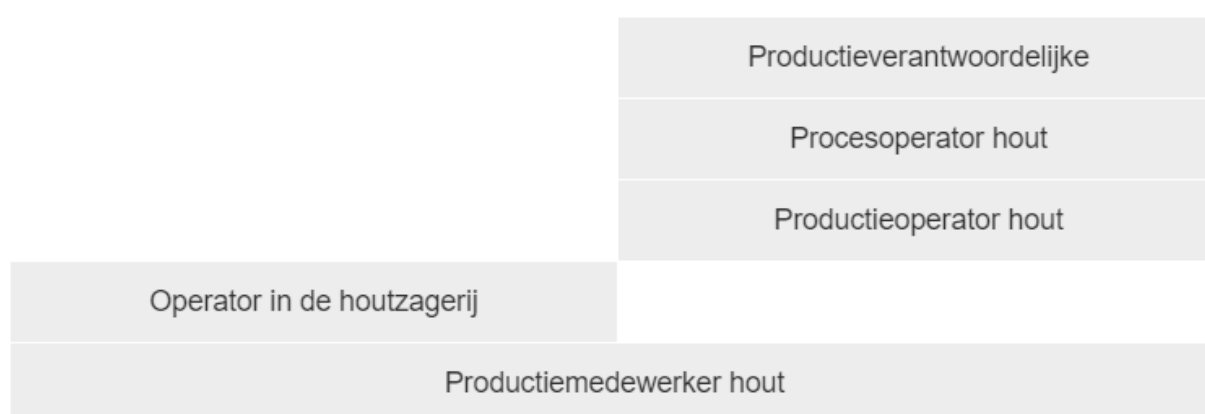 Productieverantwoordelijke
Procesoperator hout
Productieoperator hout
Operator in de houtzagerij
Productiemedewerker hout